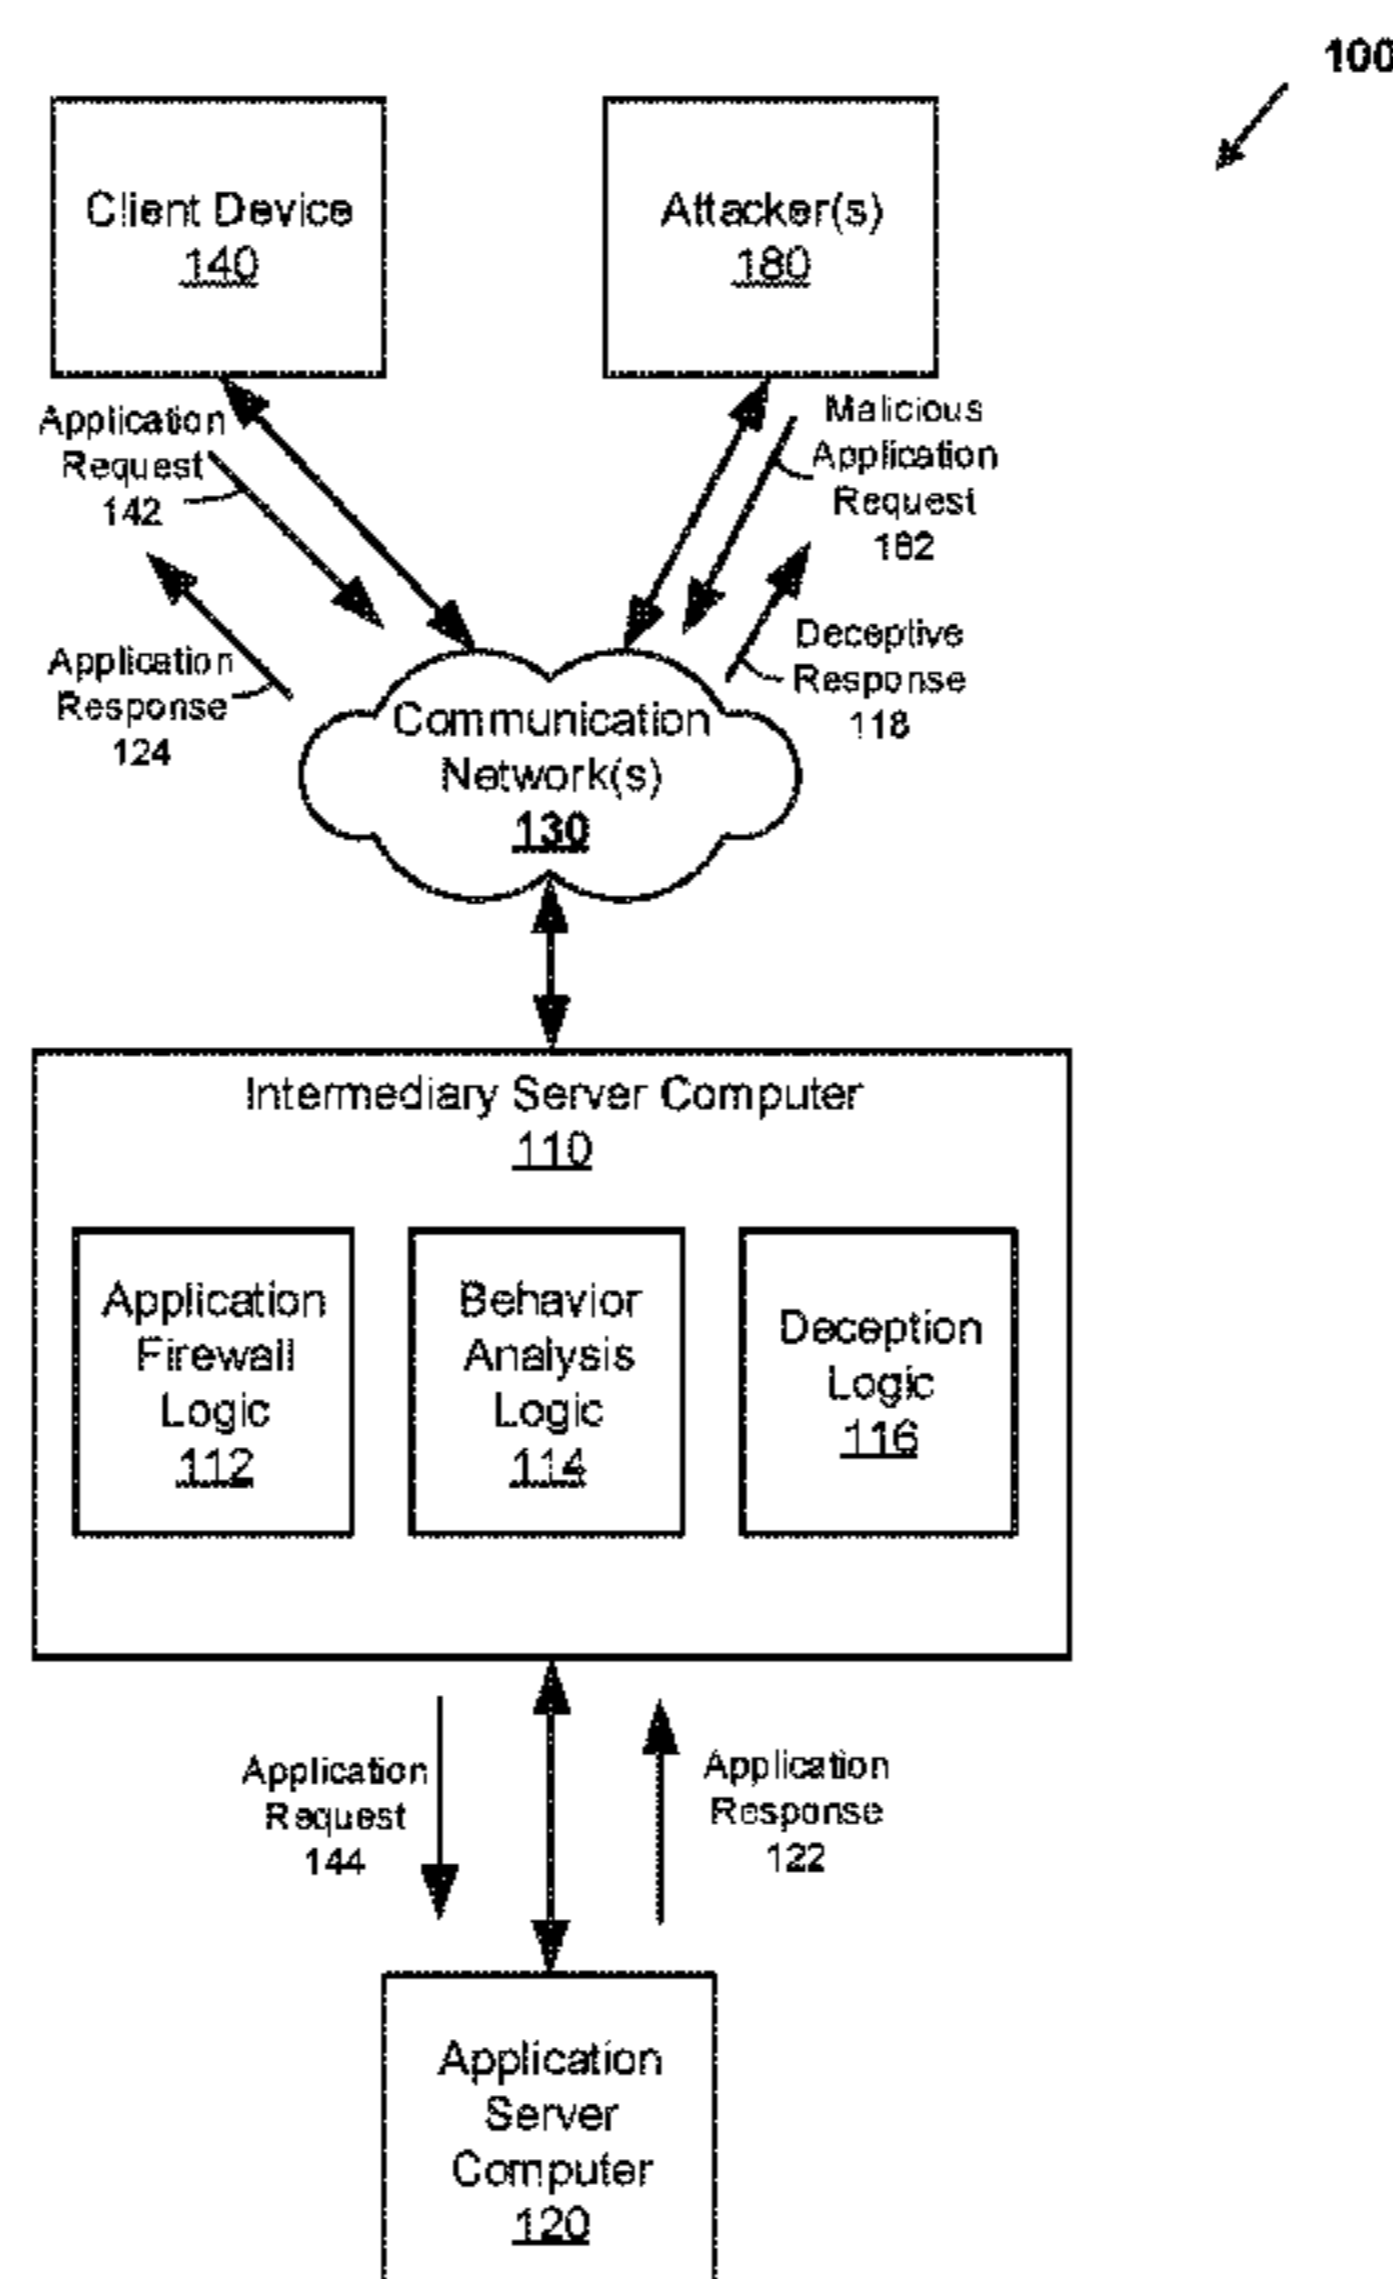 100
Client Device
140
Attacker(s)
180
Application
Request
142
Malicious
Application
Request
182
Application
Response
124
Deceptive
Response
118
Communication
Network(s)
130
Intermediary Server Computer
110
Application
Firewall
Logic
112
Behavior
Analysis
Logic
114
Deception
Logic
116
Application
Request
144
Application
Response
122
Application
Server
Computer
120